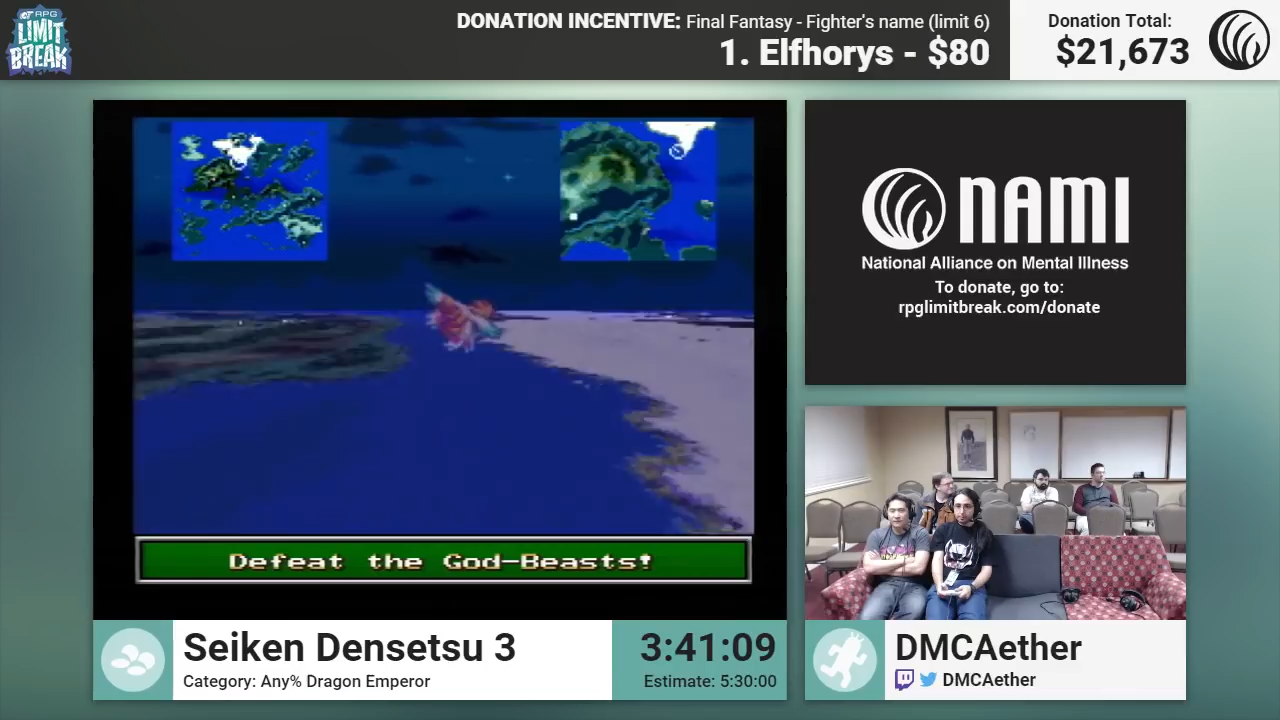 RPG
LIMIT
BREAK
DONATION INCENTIVE: Final Fantasy - Fighter's name (limit 6)
1. Elfhorys - $80
Donation Total:
$21,673
NAMI
National Alliance on Mental Illness
To donate, go to:
rpglimitbreak.com/donate
Defeat the God-Beasts!
Seiken Densetsu 3
Category: Any% Dragon Emperor
3:41:09
Estimate: 5:30:00
DMCAether
DMCAether